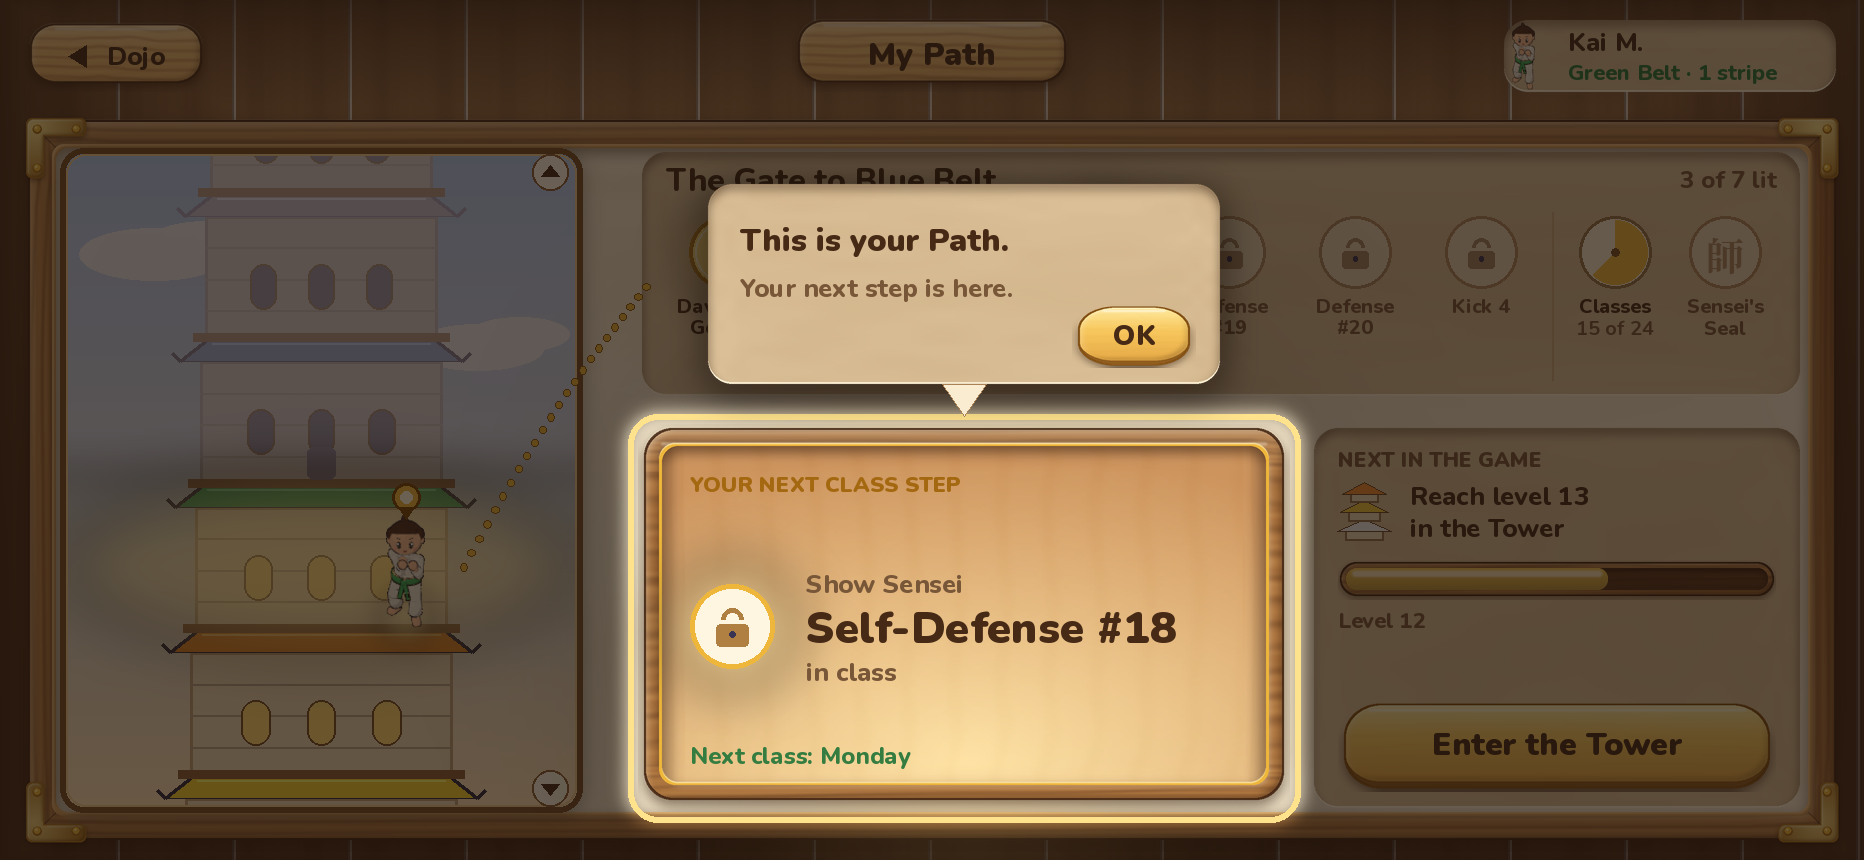 Dojo
My Path
Kai M.
Green Belt · 1 stripe
The Gate to Blue Belt
3 of 7 lit
This is your Path.
Your next step is here.
OK
Defense
#20
Kick 4
Classes
15 of 24
Sensei's
Seal
師
YOUR NEXT CLASS STEP
Show Sensei
Self-Defense #18
in class
Next class: Monday
NEXT IN THE GAME
Reach level 13
in the Tower
Level 12
Enter the Tower